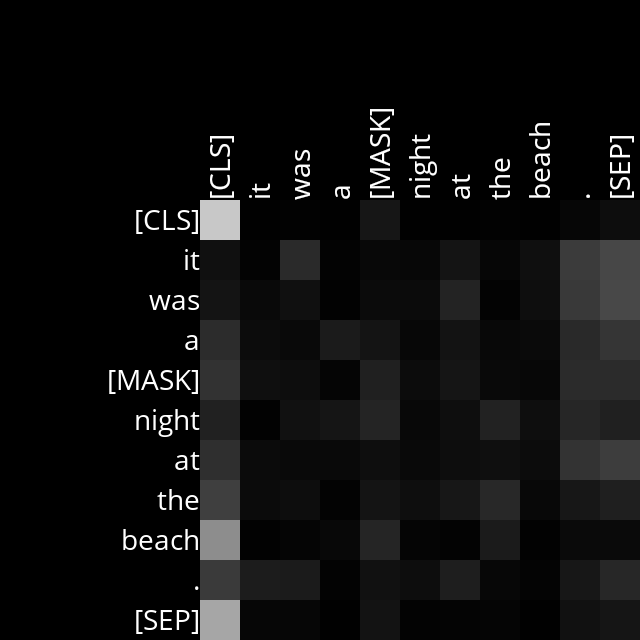 [CLS] it was a [MASK] night at the beach . [SEP]
[CLS]
it
was
a
[MASK]
night
at
the
beach
.
[SEP]